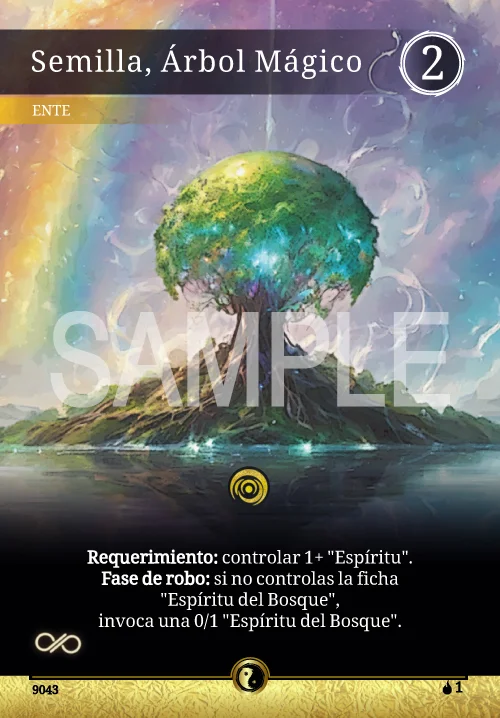 Semilla, Árbol Mágico
2
ENTE
SAMPLE
Requerimiento: controlar 1+ "Espíritu".
Fase de robo: si no controlas la ficha
"Espíritu del Bosque",
invoca una 0/1 "Espíritu del Bosque".
9043
1